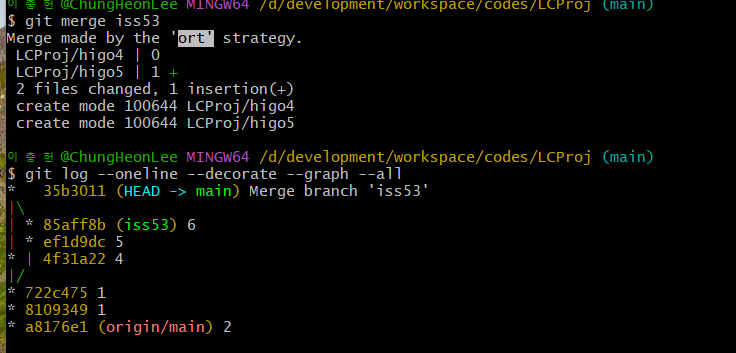 이 충 헌 @ChungHeonLee MINGW64 /d/development/workspace/codes/LCProj (main)
$ git merge iss53
Merge made by the 'ort' strategy.
 LCProj/higo4 | 0
 LCProj/higo5 | 1 +
 2 files changed, 1 insertion(+)
 create mode 100644 LCProj/higo4
 create mode 100644 LCProj/higo5
이 충 헌 @ChungHeonLee MINGW64 /d/development/workspace/codes/LCProj (main)
$ git log --oneline --decorate --graph --all
*   35b3011 (HEAD -> main) Merge branch 'iss53'
|\
| * 85aff8b (iss53) 6
| * ef1d9dc 5
* | 4f31a22 4
|/
* 722c475 1
* 8109349 1
* a8176e1 (origin/main) 2